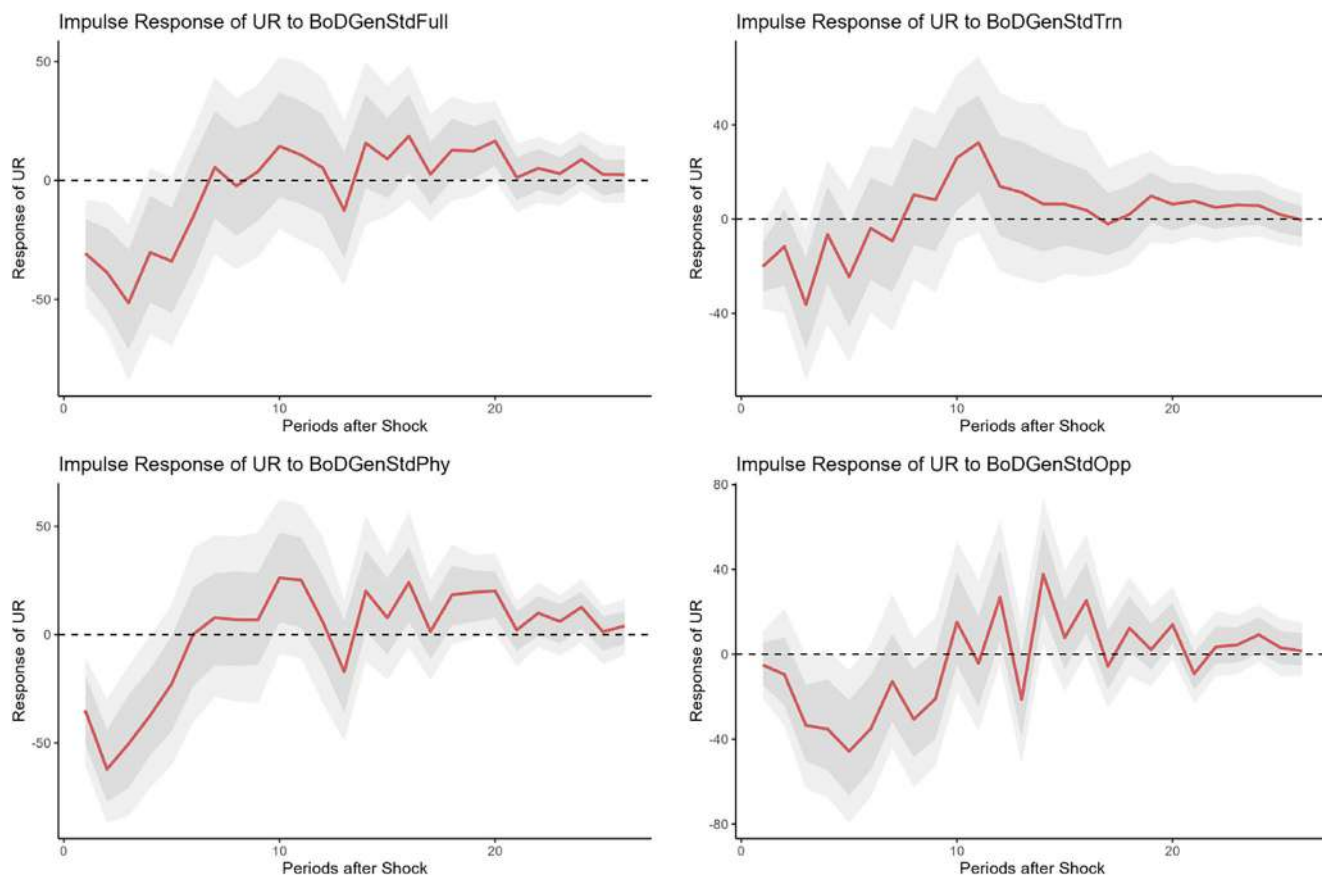 Impulse Response of UR to BoDGenStdFull
Response of UR
50
0
-50
0
10
20
Periods after Shock
Impulse Response of UR to BoDGenStdTrn
Response of UR
40
0
-40
0
10
20
Periods after Shock
Impulse Response of UR to BoDGenStdPhy
Response of UR
50
0
-50
0
10
20
Periods after Shock
Impulse Response of UR to BoDGenStdOpp
Response of UR
80
40
0
-40
-80
0
10
20
Periods after Shock